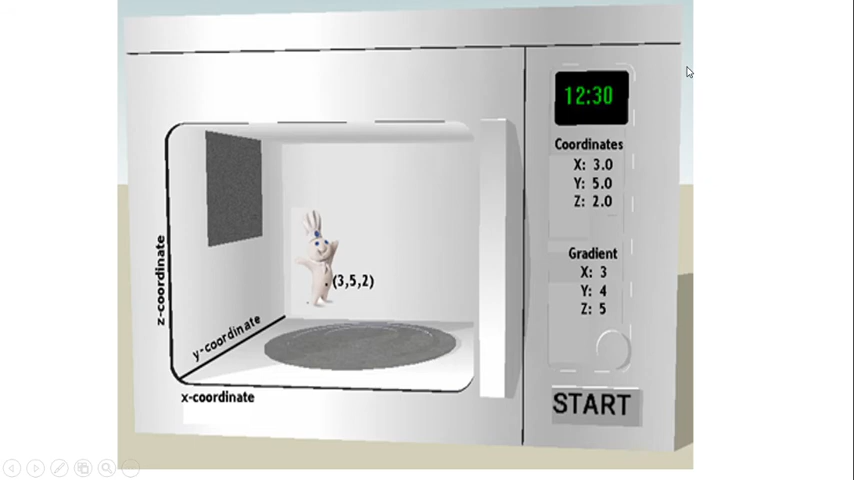 12:30
Coordinates
X: 3.0
Y: 5.0
Z: 2.0
Gradient
X: 3
Y: 4
Z: 5
START
(3,5,2)
z-coordinate
y-coordinate
x-coordinate